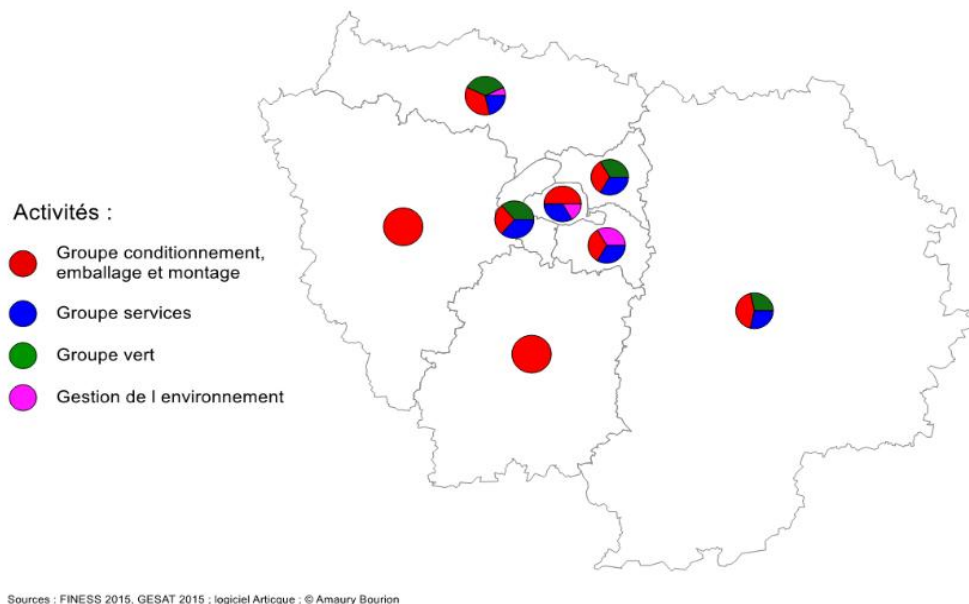 Activités :
Groupe conditionnement,
emballage et montage
Groupe services
Groupe vert
Gestion de l environnement
Sources : FINESS 2015, GESAT 2015 ; logiciel Articque ; © Amaury Bourion